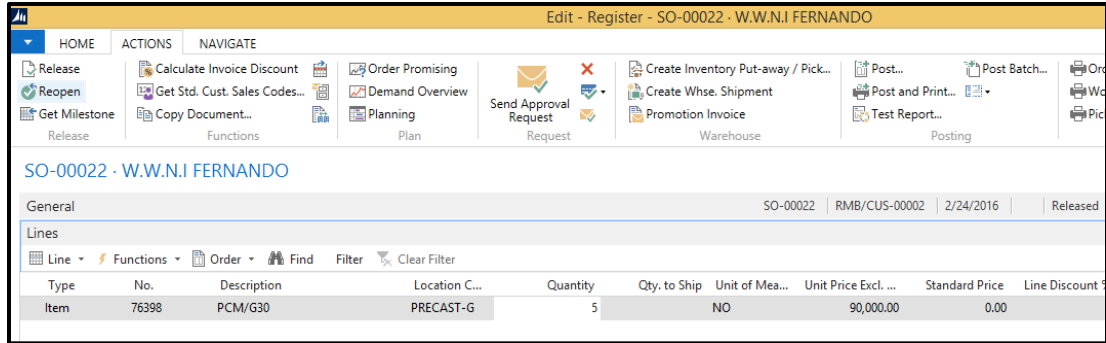 Edit - Register - SO-00022 · W.W.N.I FERNANDO
HOME ACTIONS NAVIGATE
Release Calculate Invoice Discount Order Promising Create Inventory Put-away / Pick... Post... Post Batch...
Reopen Get Std. Cust. Sales Codes... Demand Overview Send Approval Request Create Whse. Shipment Post and Print...
Get Milestone Copy Document... Planning Promotion Invoice Test Report...
Release Functions Plan Request Warehouse Posting
SO-00022 · W.W.N.I FERNANDO
General SO-00022 RMB/CUS-00002 2/24/2016 Released
Lines
Line Functions Order Find Filter Clear Filter
Type No. Description Location C... Quantity Qty. to Ship Unit of Mea... Unit Price Excl. ... Standard Price Line Discount %
Item 76398 PCM/G30 PRECAST-G 5 NO 90,000.00 0.00